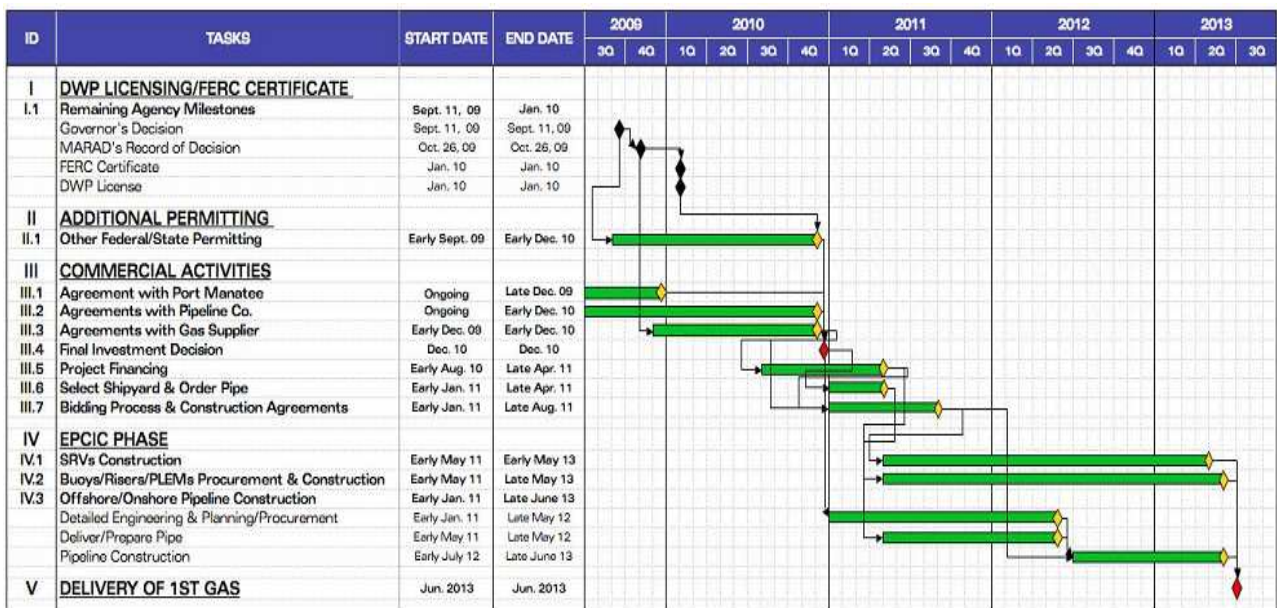 ID TASKS START DATE END DATE 2009 2010 2011 2012 2013
3Q 4Q 1Q 2Q 3Q 4Q 1Q 2Q 3Q 4Q 1Q 2Q 3Q 4Q 1Q 2Q 3Q
I DWP LICENSING/FERC CERTIFICATE
I.1 Remaining Agency Milestones Sept. 11, 09 Jan. 10
Governor's Decision Sept. 11, 09 Sept. 11, 09
MARAD's Record of Decision Oct. 26, 09 Oct. 26, 09
FERC Certificate Jan. 10 Jan. 10
DWP License Jan. 10 Jan. 10
II ADDITIONAL PERMITTING
II.1 Other Federal/State Permitting Early Sept. 09 Early Dec. 10
III COMMERCIAL ACTIVITIES
III.1 Agreement with Port Manatee Ongoing Late Dec. 09
III.2 Agreements with Pipeline Co. Ongoing Early Dec. 10
III.3 Agreements with Gas Supplier Early Dec. 09 Early Dec. 10
III.4 Final Investment Decision Dec. 10 Dec. 10
III.5 Project Financing Early Aug. 10 Late Apr. 11
III.6 Select Shipyard & Order Pipe Early Jan. 11 Late Apr. 11
III.7 Bidding Process & Construction Agreements Early Jan. 11 Late Aug. 11
IV EPCIC PHASE
IV.1 SRVs Construction Early May 11 Early May 13
IV.2 Buoys/Risers/PLEMs Procurement & Construction Early May 11 Late May 13
IV.3 Offshore/Onshore Pipeline Construction Early Jan. 11 Late June 13
Detailed Engineering & Planning/Procurement Early Jan. 11 Late May 12
Deliver/Prepare Pipe Early May 11 Late May 12
Pipeline Construction Early July 12 Late June 13
V DELIVERY OF 1ST GAS Jun. 2013 Jun. 2013